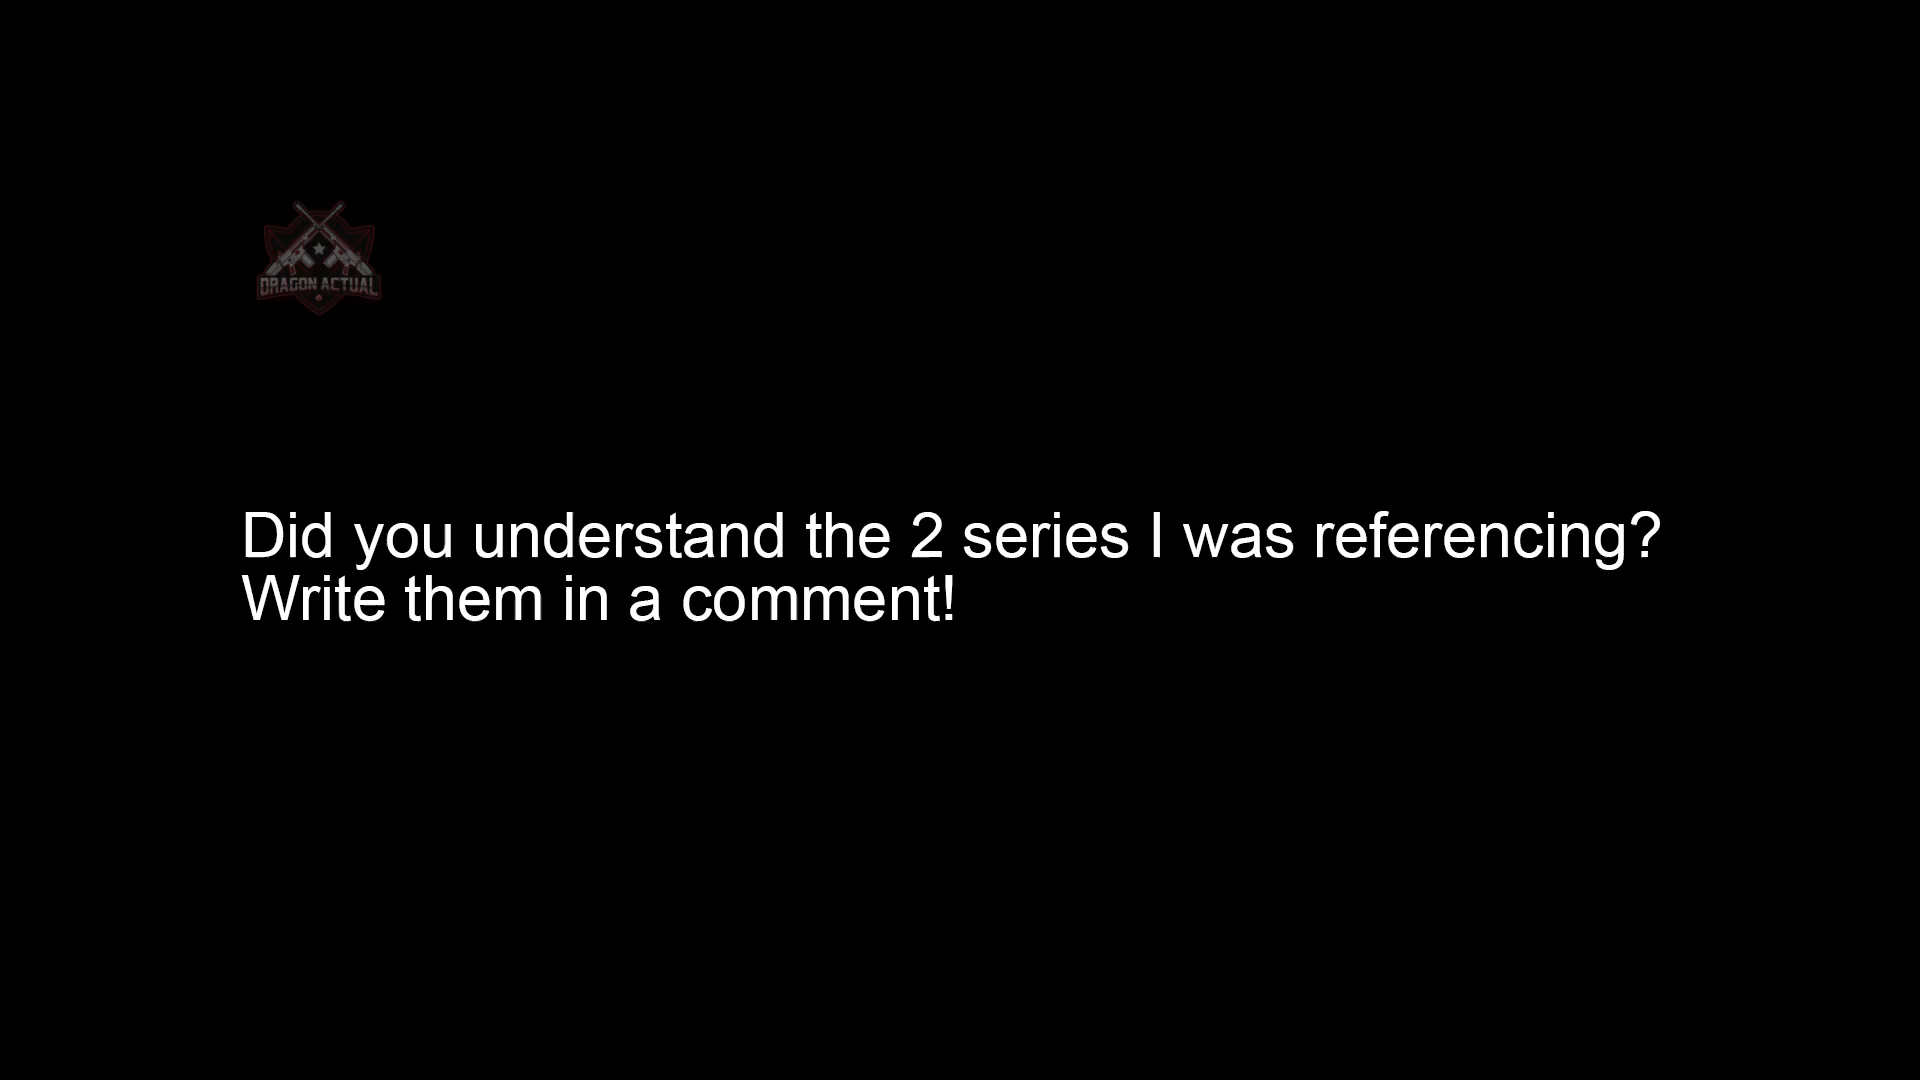 DRAGON ACTUAL
Did you understand the 2 series I was referencing?
Write them in a comment!